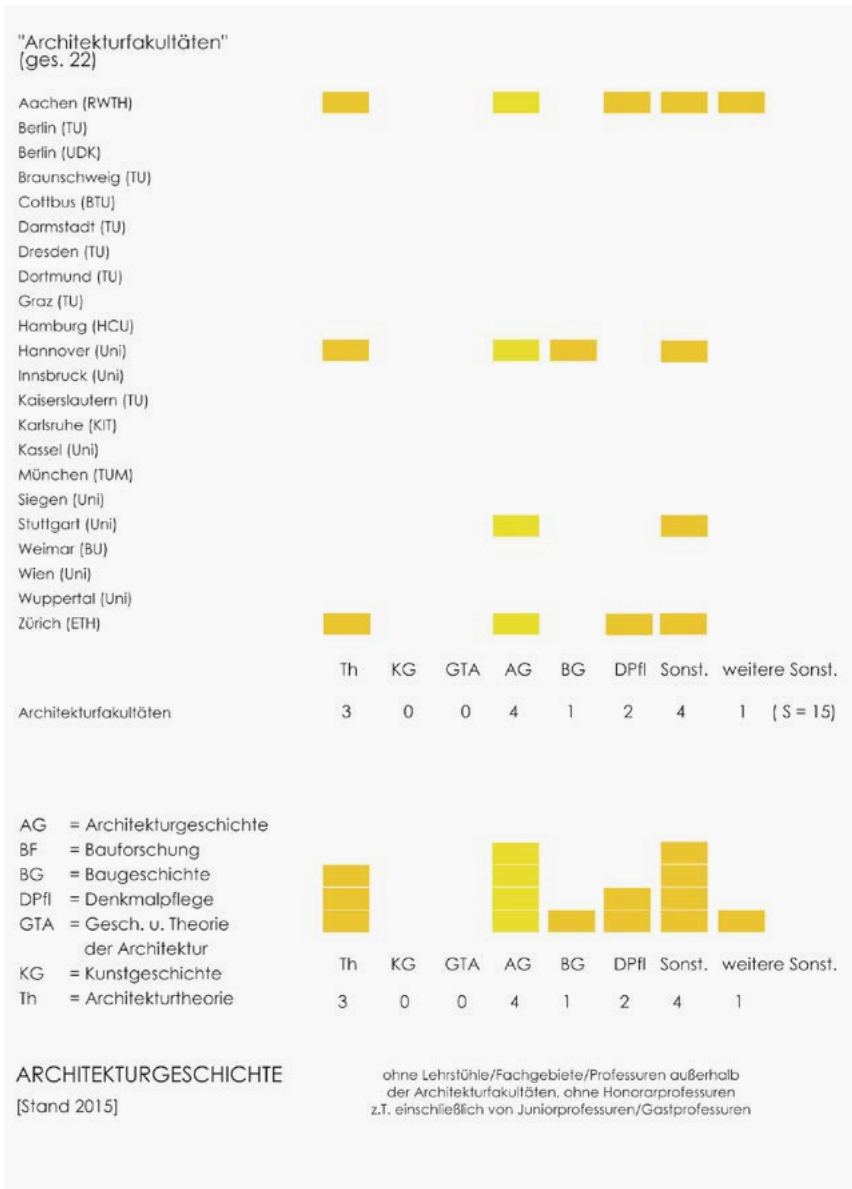 "Architekturfakultäten"
(ges. 22)
Aachen (RWTH)
Berlin (TU)
Berlin (UDK)
Braunschweig (TU)
Cottbus (BTU)
Darmstadt (TU)
Dresden (TU)
Dortmund (TU)
Graz (TU)
Hamburg (HCU)
Hannover (Uni)
Innsbruck (Uni)
Kaiserslautern (TU)
Karlsruhe (KIT)
Kassel (Uni)
München (TUM)
Siegen (Uni)
Stuttgart (Uni)
Weimar (BU)
Wien (Uni)
Wuppertal (Uni)
Zürich (ETH)
Th KG GTA AG BG DPfl Sonst. weitere Sonst.
Architekturfakultäten 3 0 0 4 1 2 4 1 ( S = 15)
AG = Architekturgeschichte
BF = Bauforschung
BG = Baugeschichte
DPfl = Denkmalpflege
GTA = Gesch. u. Theorie
der Architektur
KG = Kunstgeschichte
Th = Architekturtheorie
Th KG GTA AG BG DPfl Sonst. weitere Sonst.
3 0 0 4 1 2 4 1
ARCHITEKTURGESCHICHTE
[Stand 2015]
ohne Lehrstühle/Fachgebiete/Professuren außerhalb
der Architekturfakultäten, ohne Honorarprofessuren
z.T. einschließlich von Juniorprofessuren/Gastprofessuren